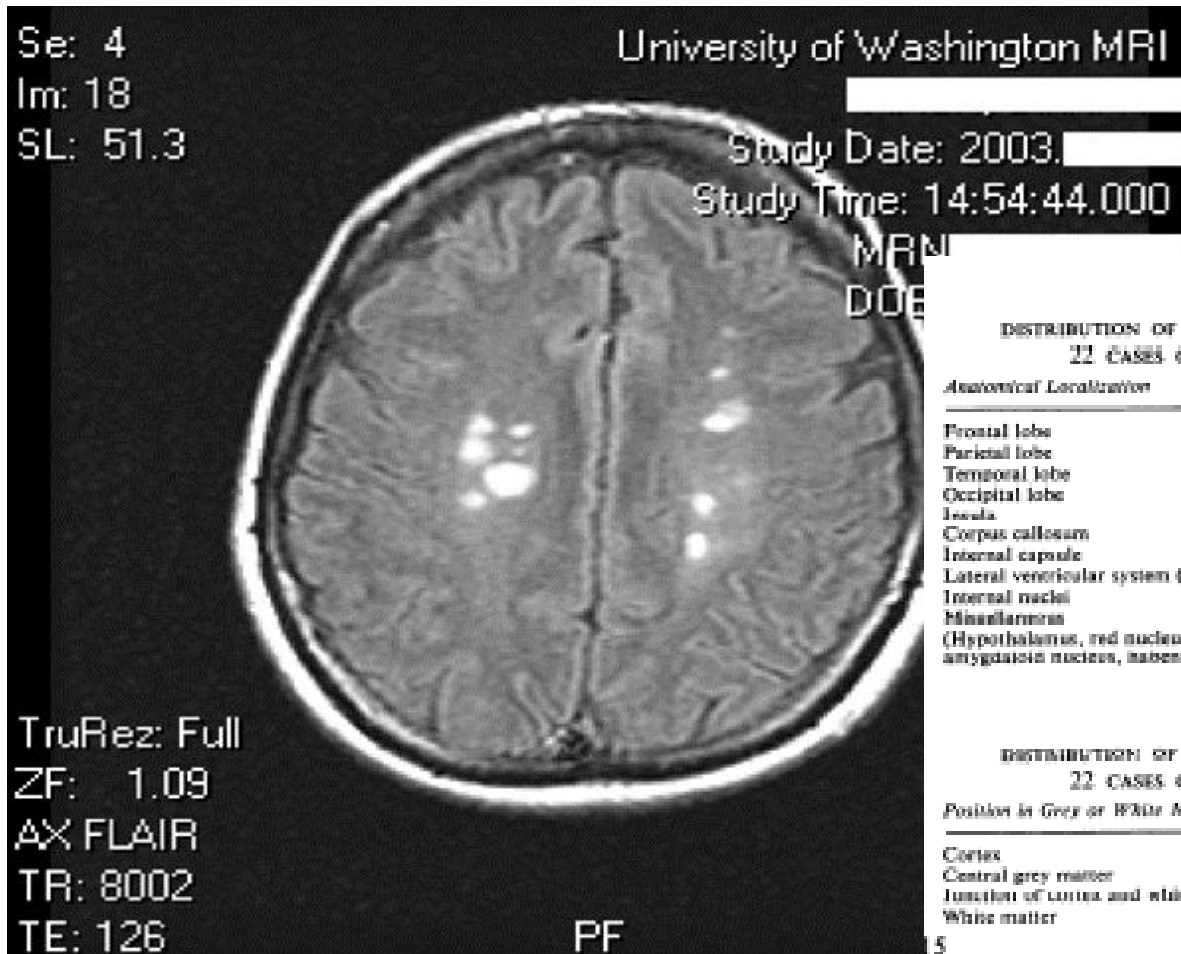 Se: 4
Im: 18
SL: 51.3
University of Washington MRI
Study Date: 2003.
Study Time: 14:54:44.000
MRN
DOB
DISTRIBUTION OF
22 CASES
Anatomical Localization
Frontal lobe
Parietal lobe
Temporal lobe
Occipital lobe
Insula
Corpus callosum
Internal capsule
Lateral ventricular system
Internal nuclei
Miscellaneous
(Hypothalamus, red
amygdaloid nucleus,
DISTRIBUTION OF
22 CASES
Position in Grey or White
Cortex
Central grey matter
Junction of cortex and
White matter
15
TruRez: Full
ZF: 1.09
AX FLAIR
TR: 8002
TE: 126
PF